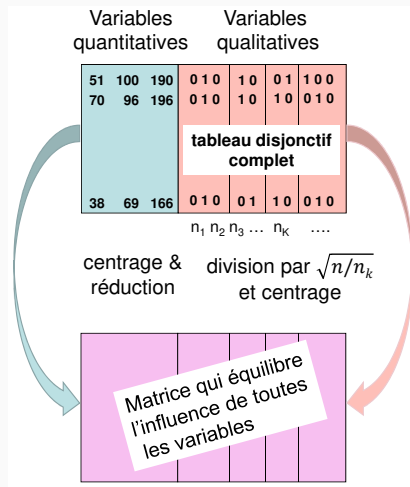 Variables quantitatives
Variables qualitatives
51 100 190 0 1 0 1 0 0 1 1 0 0
70 96 196 0 1 0 1 0 1 0 0 1 0
tableau disjonctif
complet
38 69 166 0 1 0 0 1 1 0 0 1 0
n₁ n₂ n₃ … n_K ….
centrage &
réduction
division par √n/n_k
et centrage
Matrice qui équilibre
l'influence de toutes
les variables